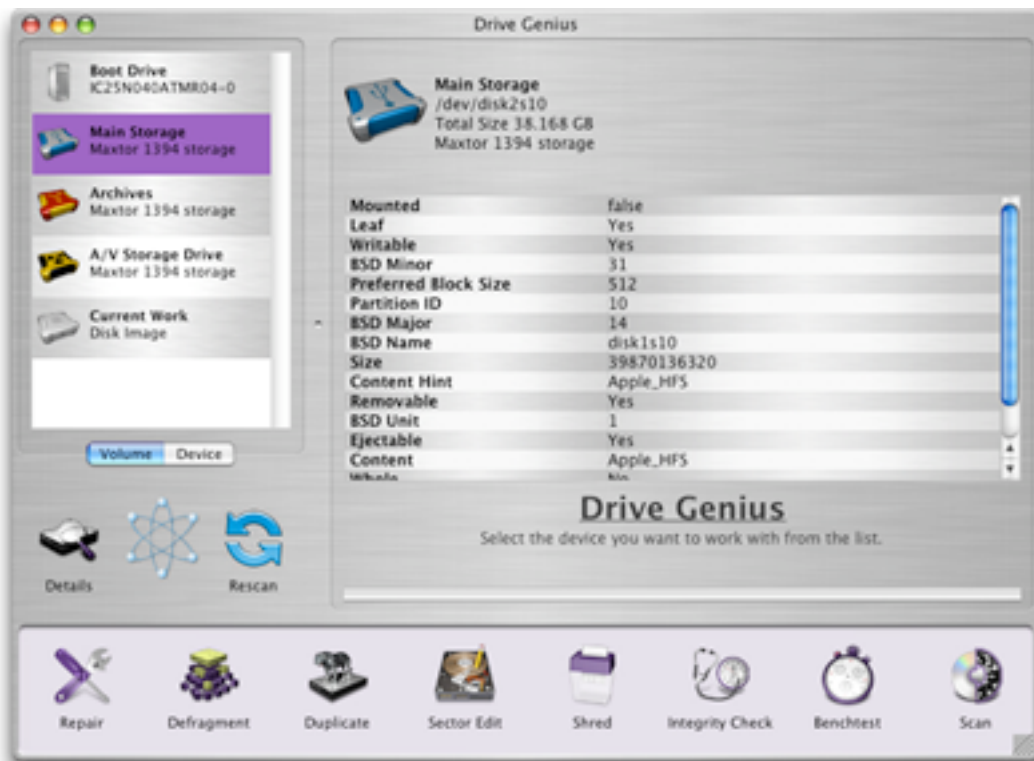 Drive Genius
Boot Drive
IC25N040ATMR04-0
Main Storage
Maxtor 1394 storage
Archives
Maxtor 1394 storage
A/V Storage Drive
Maxtor 1394 storage
Current Work
Disk Image
Volume Device
Details
Rescan
Main Storage
/dev/disk2s10
Total Size 38.168 GB
Maxtor 1394 storage
Mounted false
Leaf Yes
Writable Yes
BSD Minor 31
Preferred Block Size 512
Partition ID 10
BSD Major 14
BSD Name disk1s10
Size 39870136320
Content Hint Apple_HFS
Removable Yes
BSD Unit 1
Ejectable Yes
Content Apple_HFS
Whole No
Drive Genius
Select the device you want to work with from the list.
Repair Defragment Duplicate Sector Edit Shred Integrity Check Benchtest Scan